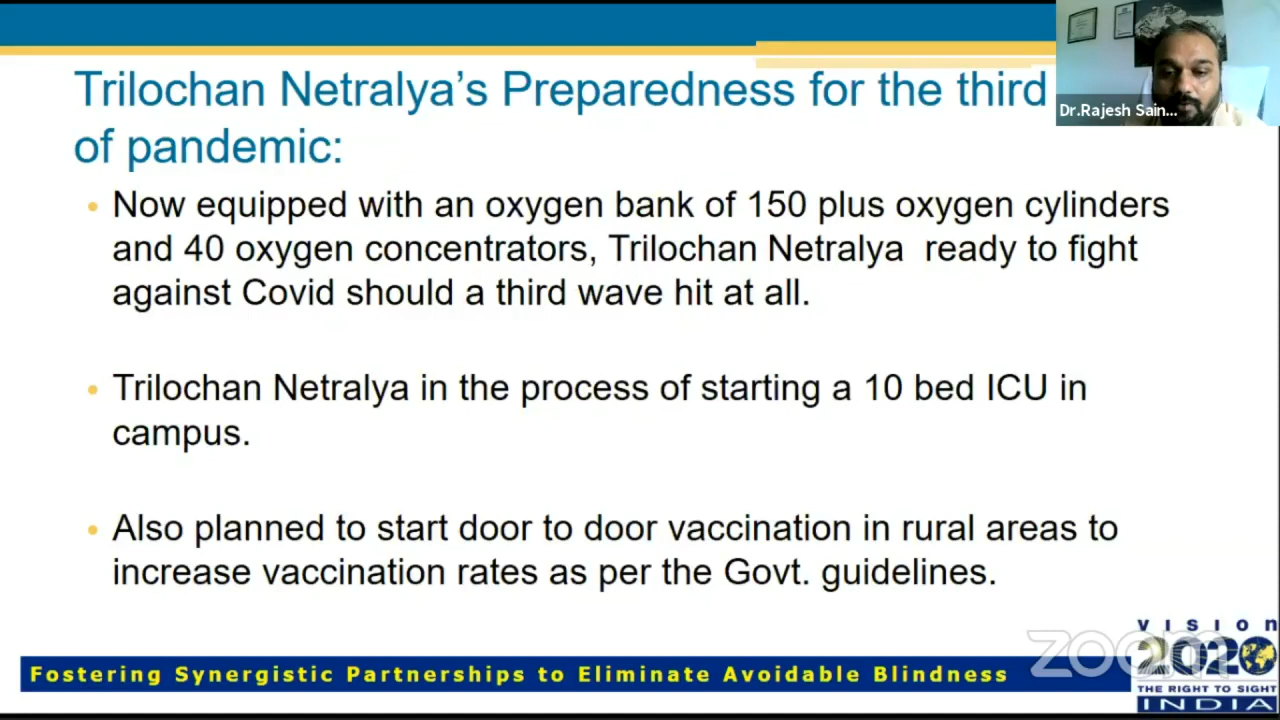 Trilochan Netralya's Preparedness for the third
of pandemic:
Dr.Rajesh Sain...
• Now equipped with an oxygen bank of 150 plus oxygen cylinders
and 40 oxygen concentrators, Trilochan Netralya ready to fight
against Covid should a third wave hit at all.
• Trilochan Netralya in the process of starting a 10 bed ICU in
campus.
• Also planned to start door to door vaccination in rural areas to
increase vaccination rates as per the Govt. guidelines.
Fostering Synergistic Partnerships to Eliminate Avoidable Blindness
zoom
VISION
2020
THE RIGHT TO SIGHT
INDIA